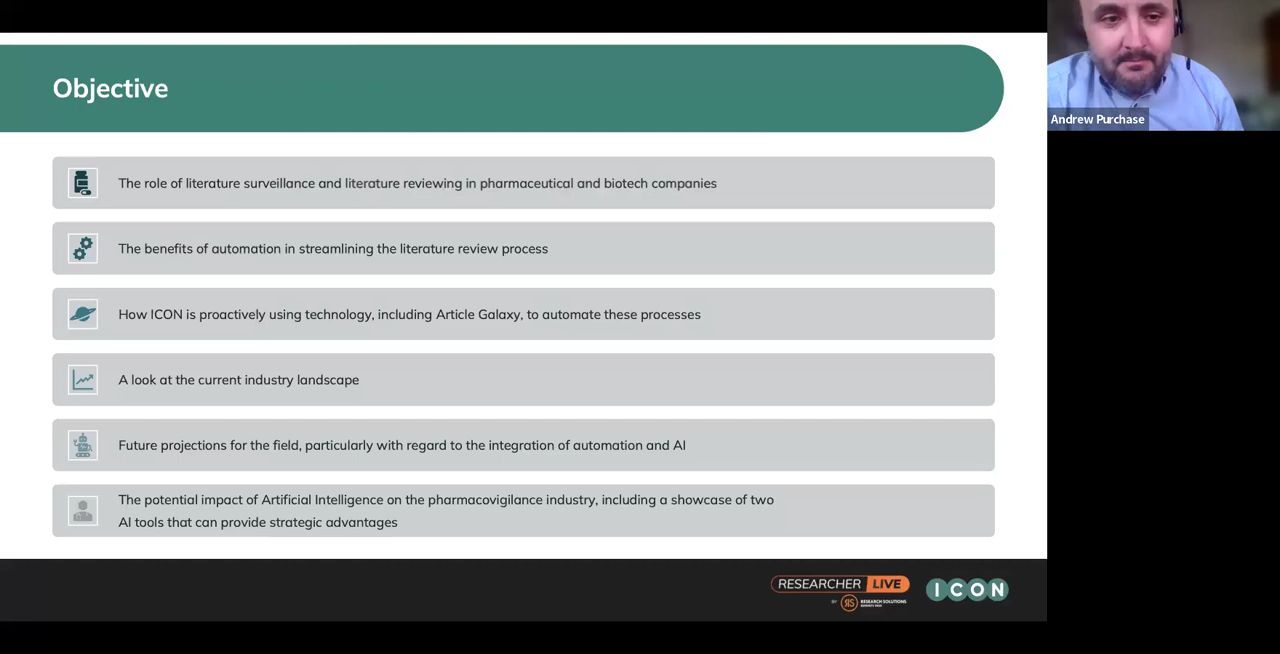 Objective
Andrew Purchase
The role of literature surveillance and literature reviewing in pharmaceutical and biotech companies
The benefits of automation in streamlining the literature review process
How ICON is proactively using technology, including Article Galaxy, to automate these processes
A look at the current industry landscape
Future projections for the field, particularly with regard to the integration of automation and AI
The potential impact of Artificial Intelligence on the pharmacovigilance industry, including a showcase of two
AI tools that can provide strategic advantages
RESEARCHER LIVE
BY RESEARCH SOLUTIONS
ICON